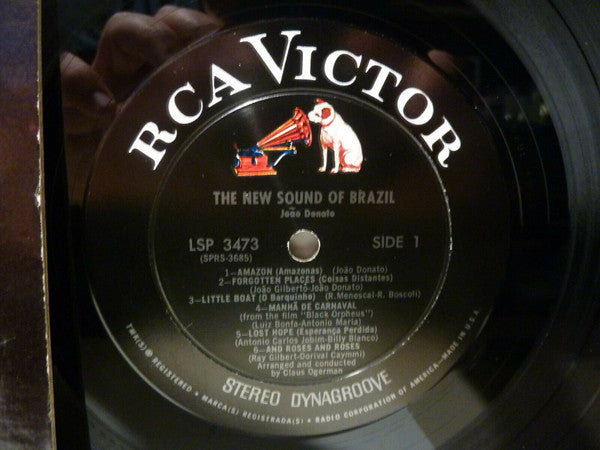 RCA VICTOR
THE NEW SOUND OF BRAZIL
João Donato
LSP 3473 SIDE 1
(SPRS-3685)
1—AMAZON (Amazonas) (João Donato)
2—FORGOTTEN PLACES (Coisas Distantes)
(João Gilberto-João Donato)
3—LITTLE BOAT (O Barquinho) (R. Menescal-R. Boscoli)
4—MANHÃ DE CARNAVAL
(from the film "Black Orpheus")
(Luiz Bonfa-Antonio Maria)
5—LOST HOPE (Esperança Perdida)
(Antonio Carlos Jobim-Billy Blanco)
6—AND ROSES AND ROSES
(Ray Gilbert-Dorival Caymmi)
Arranged and conducted
by
Claus Ogerman
STEREO DYNAGROOVE
TMK(S) ® REGISTERED • MARCA(S) REGISTRADA(S) • RADIO CORPORATION OF AMERICA—MADE IN U.S.A.